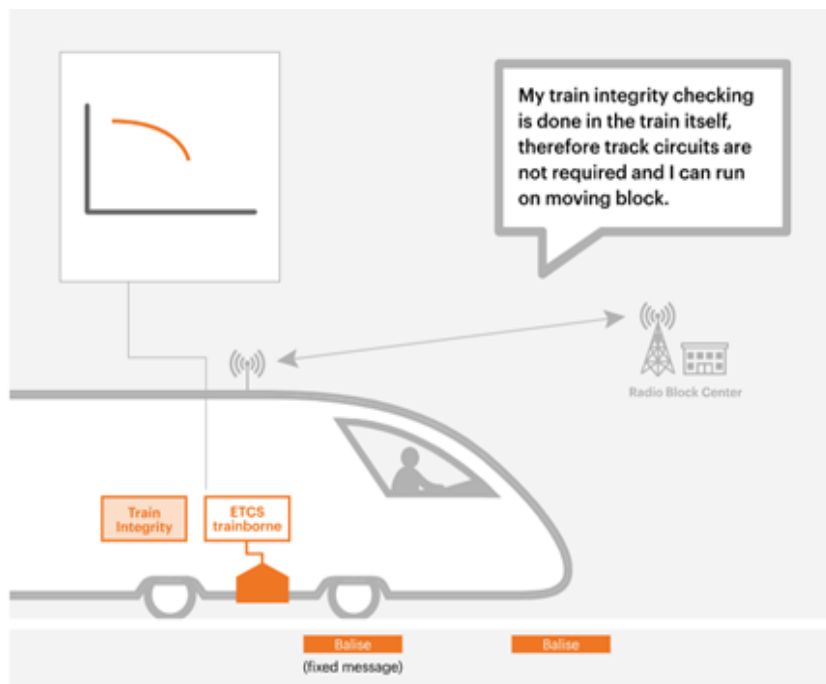 My train integrity checking
is done in the train itself,
therefore track circuits are
not required and I can run
on moving block.
Radio Block Center
Train
Integrity
ETCS
trainborne
Balise
(fixed message)
Balise